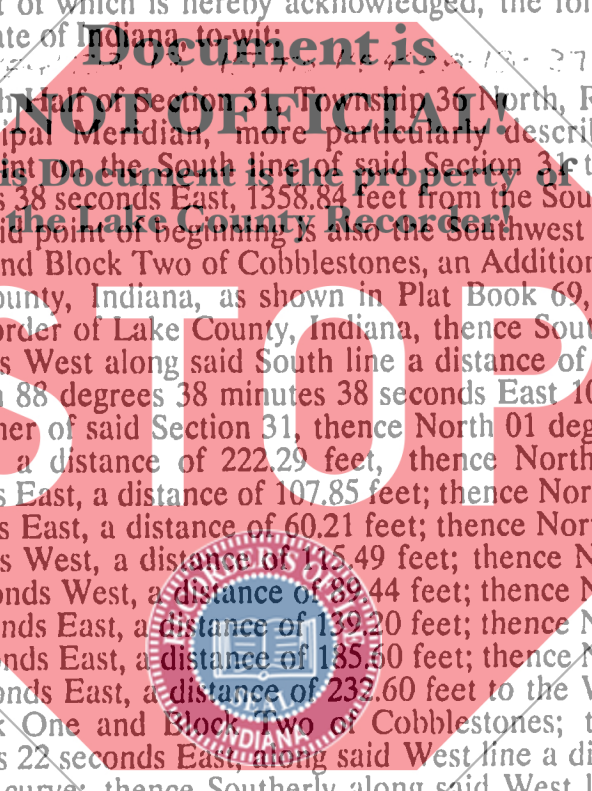 t of which is hereby acknowledged, the fol
ate of Indiana, to-wit:
Document is
h Half of Section 31, Township 36 North, R
NOT OFFICIAL!
ipal Meridian, more particularly describ
int on the South line of said Section 31 t
This Document is the property of
s 38 seconds East, 1358.84 feet from the Sou
the Lake County Recorder!
id point of beginning is also the Southwest
nd Block Two of Cobblestones, an Addition
ounty, Indiana, as shown in Plat Book 69,
order of Lake County, Indiana, thence Sout
s West along said South line a distance of
STOP
h 88 degrees 38 minutes 38 seconds East 10
ner of said Section 31, thence North 01 deg
a distance of 222.29 feet, thence North
s East, a distance of 107.85 feet; thence Nor
s East, a distance of 60.21 feet; thence Nor
s West, a distance of 115.49 feet; thence N
onds West, a distance of 89.44 feet; thence N
nds East, a distance of 139.20 feet; thence N
onds East, a distance of 185.60 feet; thence N
onds East, a distance of 232.60 feet to the W
k One and Block Two of Cobblestones; t
s 22 seconds East, along said West line a di
curve; thence Southerly along said West l
SEAL
INDIANA